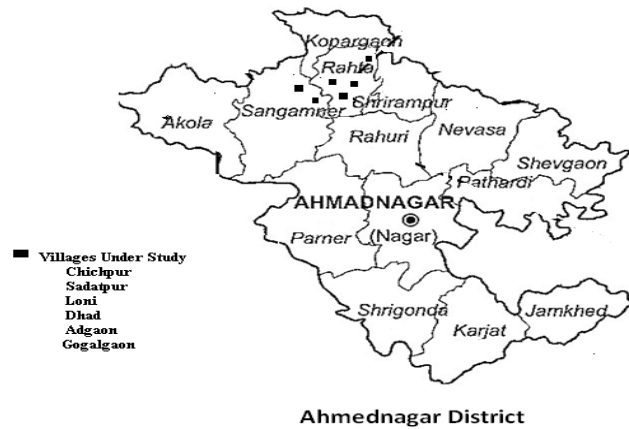 Kopargaon
Rahta
Sangamner
Shrirampur
Akola
Rahuri
Nevasa
Shevgaon
Pathardi
AHMADNAGAR
(Nagar)
Parner
Villages Under Study
Chichpur
Sadatpur
Loni
Dhad
Adgaon
Gogalgaon
Shrigonda
Karjat
Jamkhed
Ahmednagar District